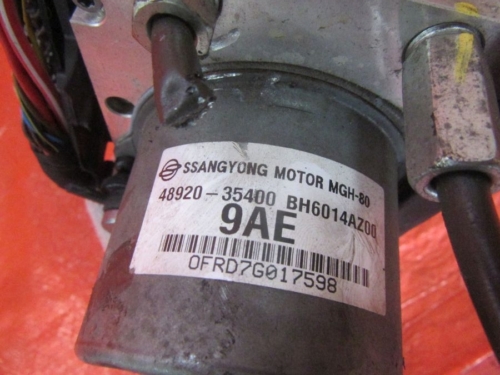 SSANGYONG MOTOR MGH-80
48920-35400 BH6014AZ00
9AE
0FRD7G017598